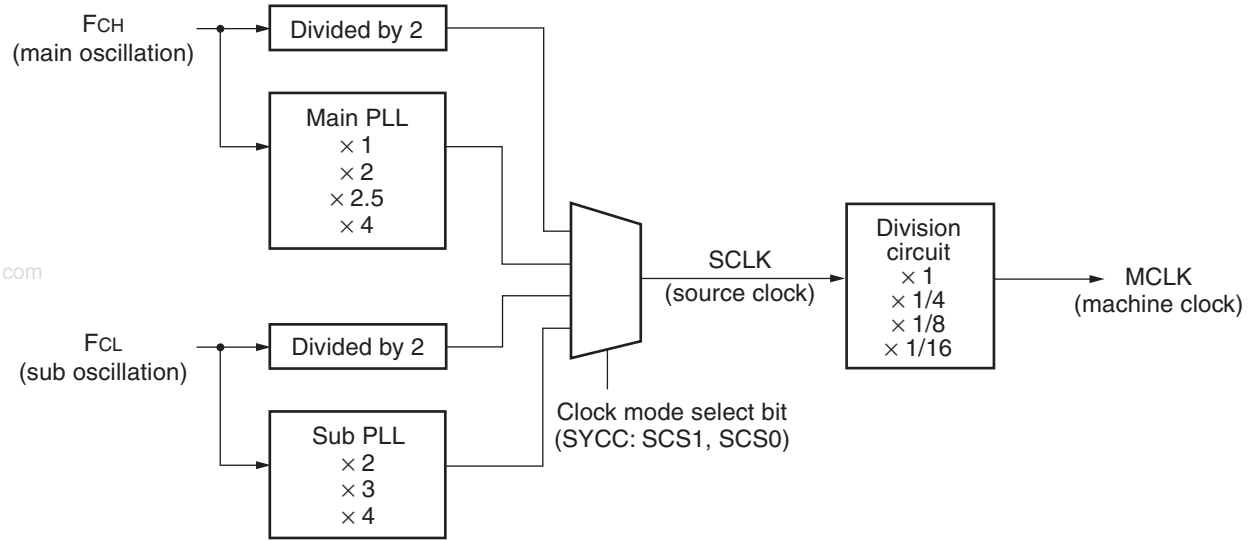 FCH
(main oscillation)
Divided by 2
Main PLL
× 1
× 2
× 2.5
× 4
com
FCL
(sub oscillation)
Divided by 2
Sub PLL
× 2
× 3
× 4
Clock mode select bit
(SYCC: SCS1, SCS0)
SCLK
(source clock)
Division
circuit
× 1
× 1/4
× 1/8
× 1/16
MCLK
(machine clock)